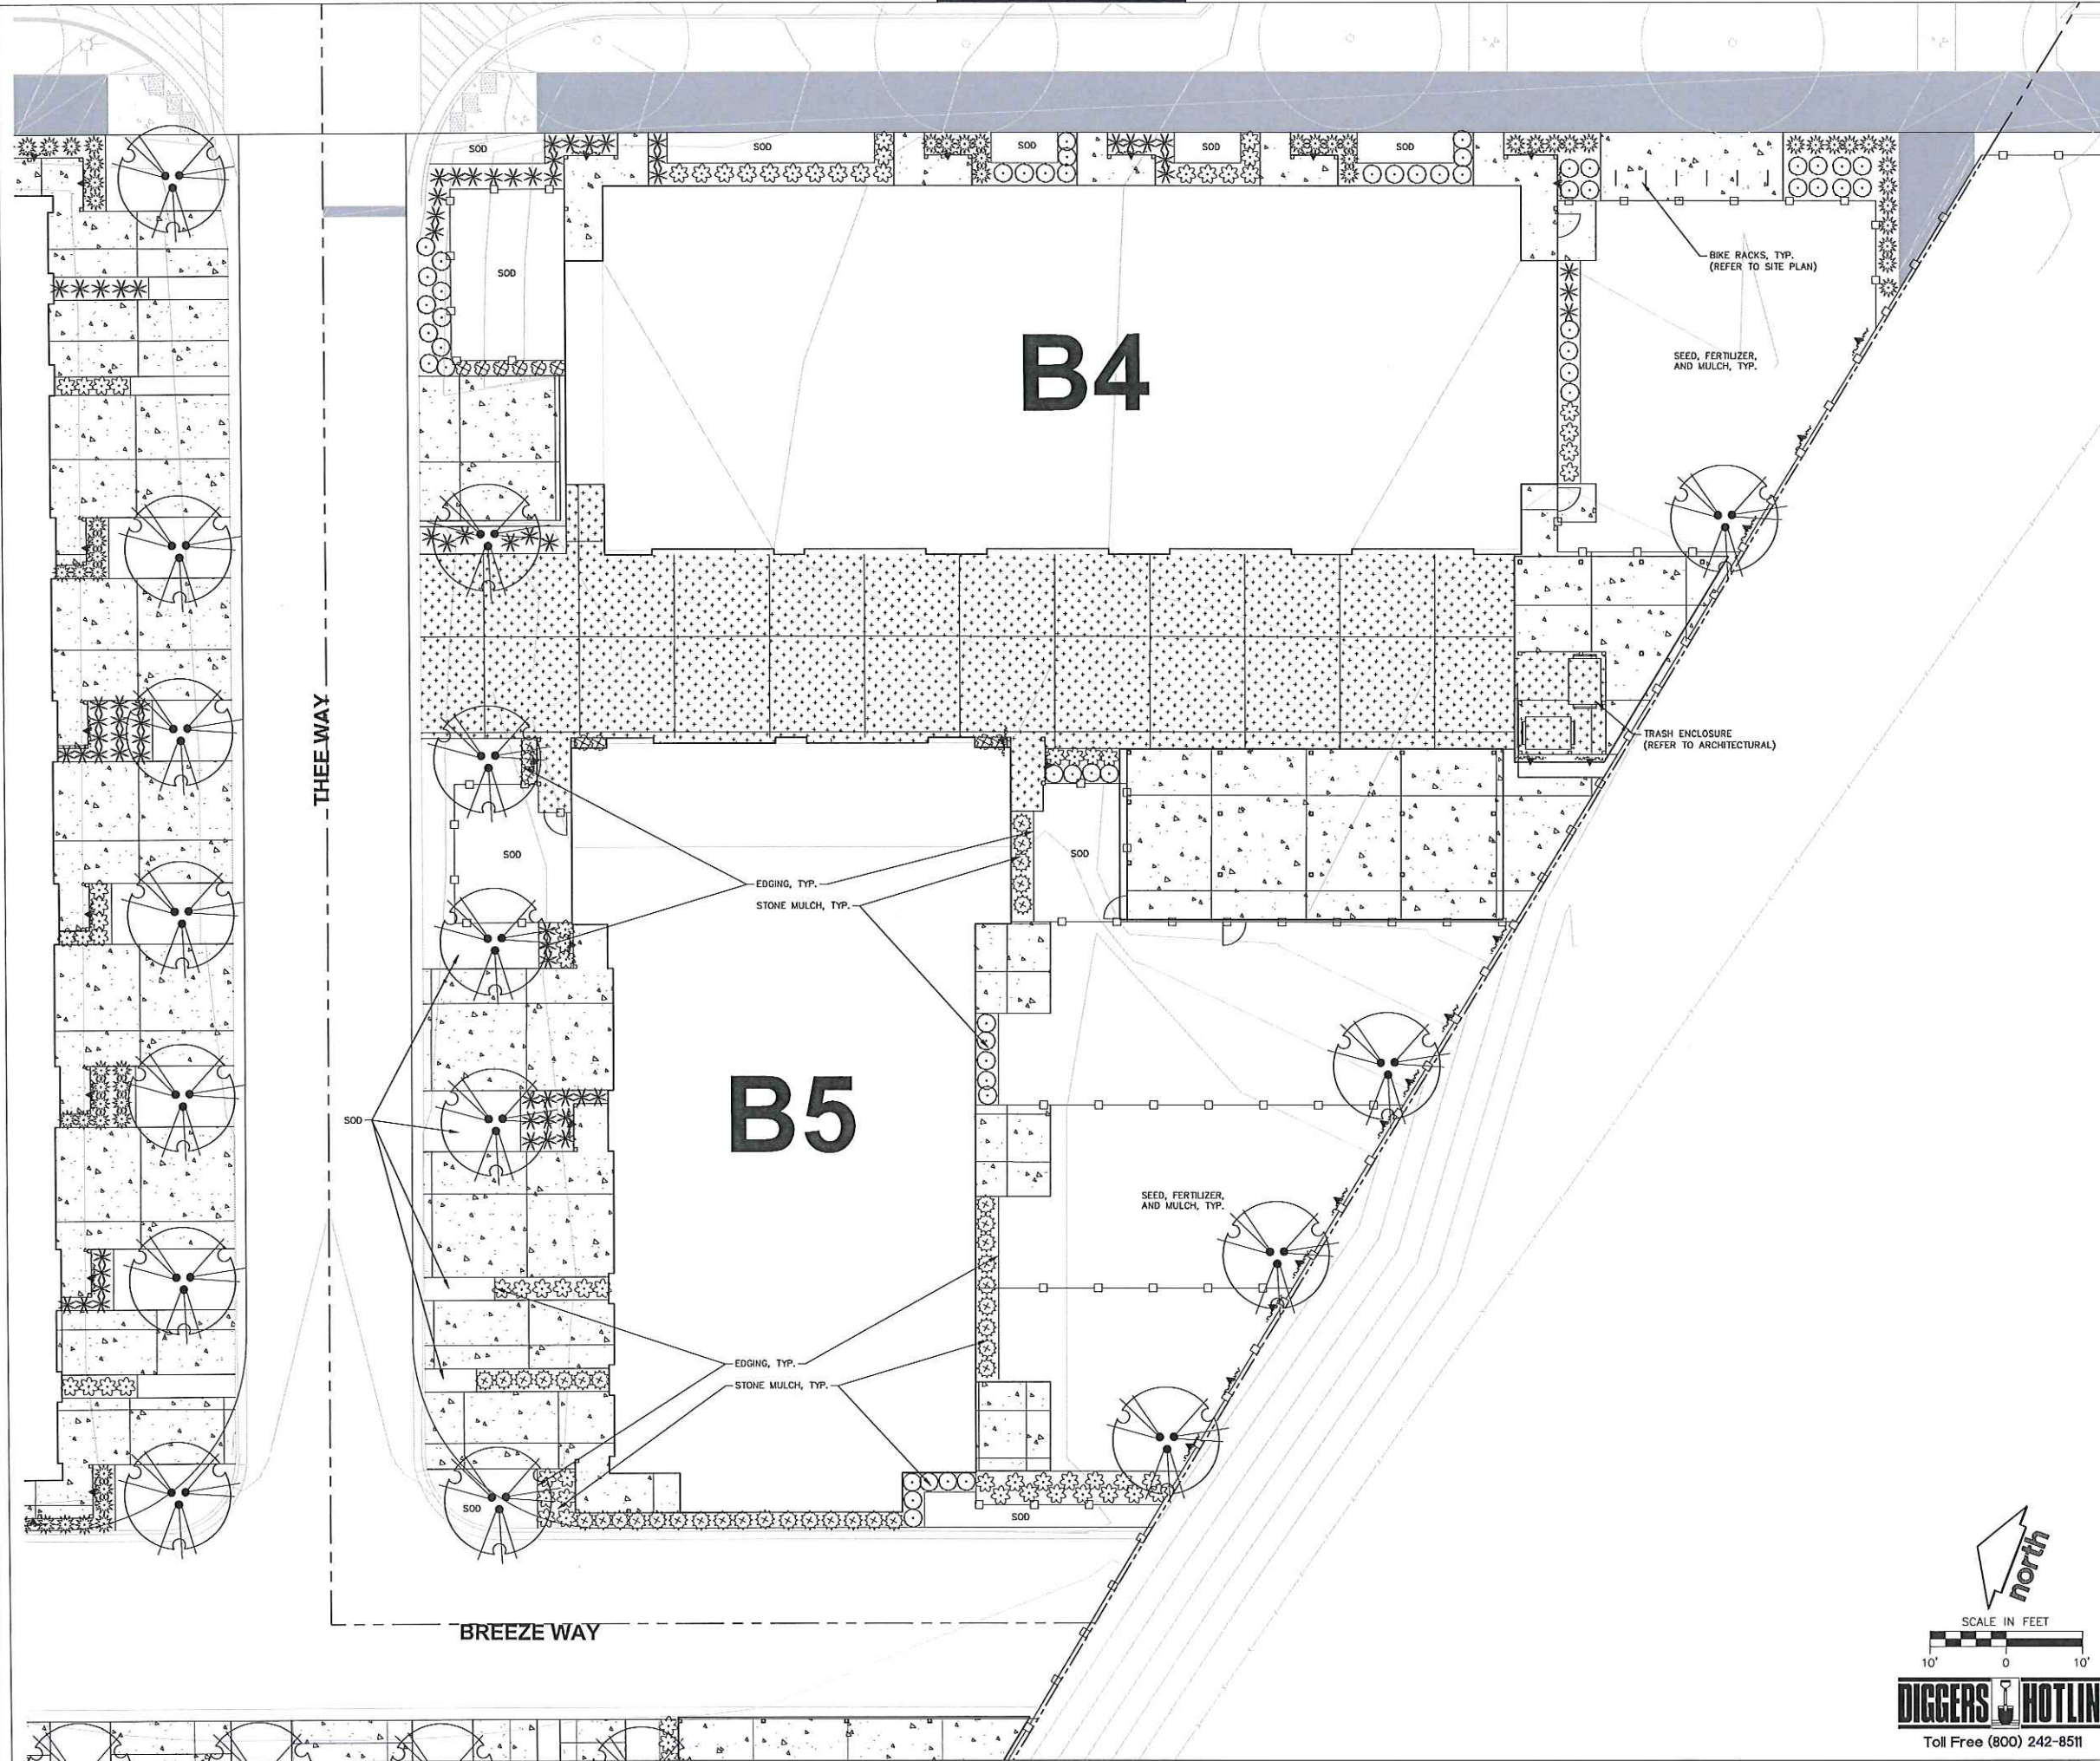 SOD
SOD
SOD
SOD
SOD
BIKE RACKS, TYP.
(REFER TO SITE PLAN)
SOD
B4
SEED, FERTILIZER,
AND MULCH, TYP.
THEE WAY
TRASH ENCLOSURE
(REFER TO ARCHITECTURAL)
SOD
SOD
EDGING, TYP.
STONE MULCH, TYP.
SOD
B5
SEED, FERTILIZER,
AND MULCH, TYP.
EDGING, TYP.
STONE MULCH, TYP.
SOD
SOD
BREEZE WAY
north
SCALE IN FEET
10' 0 10'
DIGGERS HOTLIN
Toll Free (800) 242-8511